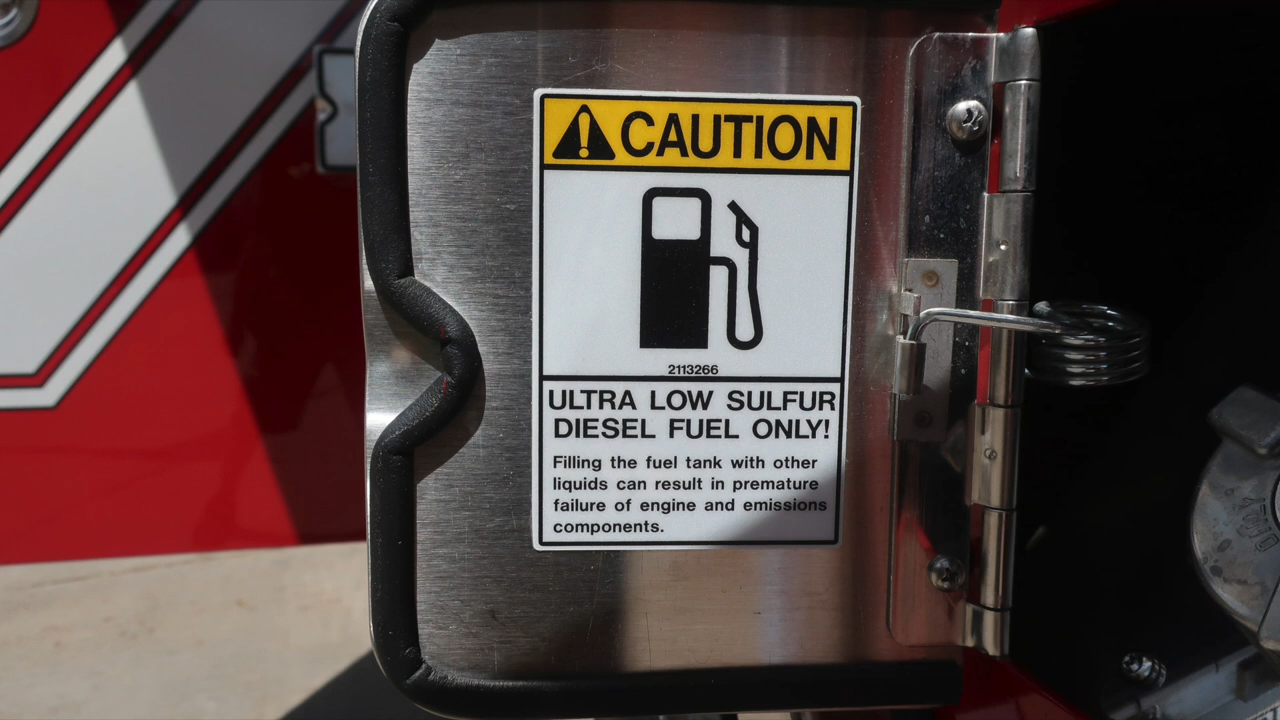 CAUTION
2113266
ULTRA LOW SULFUR
DIESEL FUEL ONLY!
Filling the fuel tank with other
liquids can result in premature
failure of engine and emissions
components.